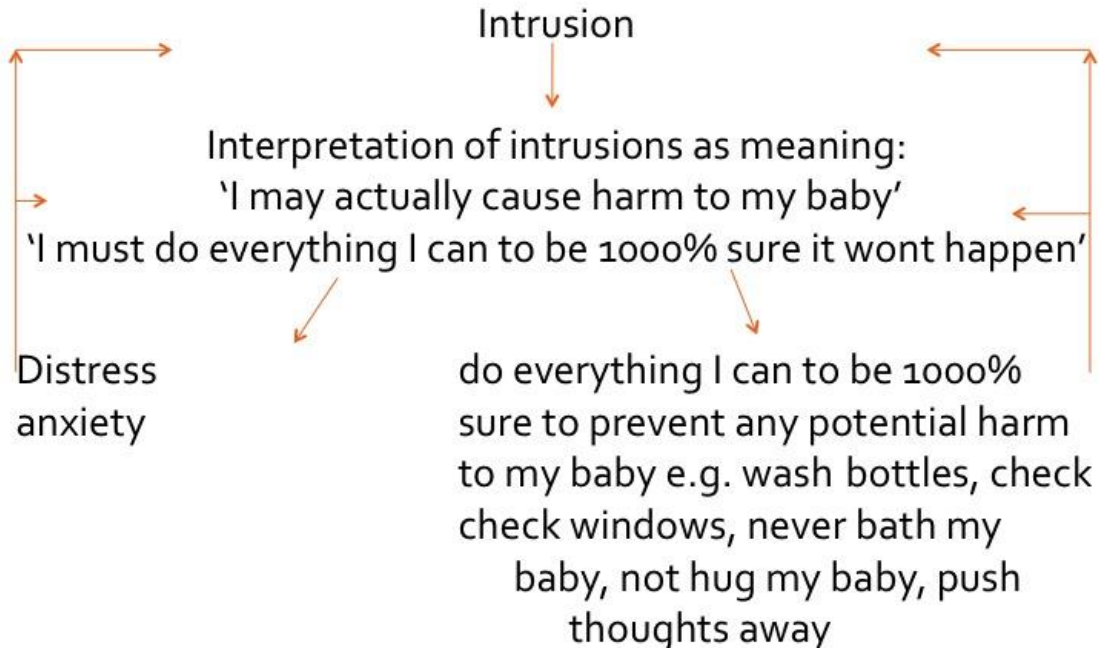 Intrusion
Interpretation of intrusions as meaning:
‘I may actually cause harm to my baby’
‘I must do everything I can to be 1000% sure it wont happen’
Distress
anxiety
do everything I can to be 1000%
sure to prevent any potential harm
to my baby e.g. wash bottles, check
check windows, never bath my
baby, not hug my baby, push
thoughts away